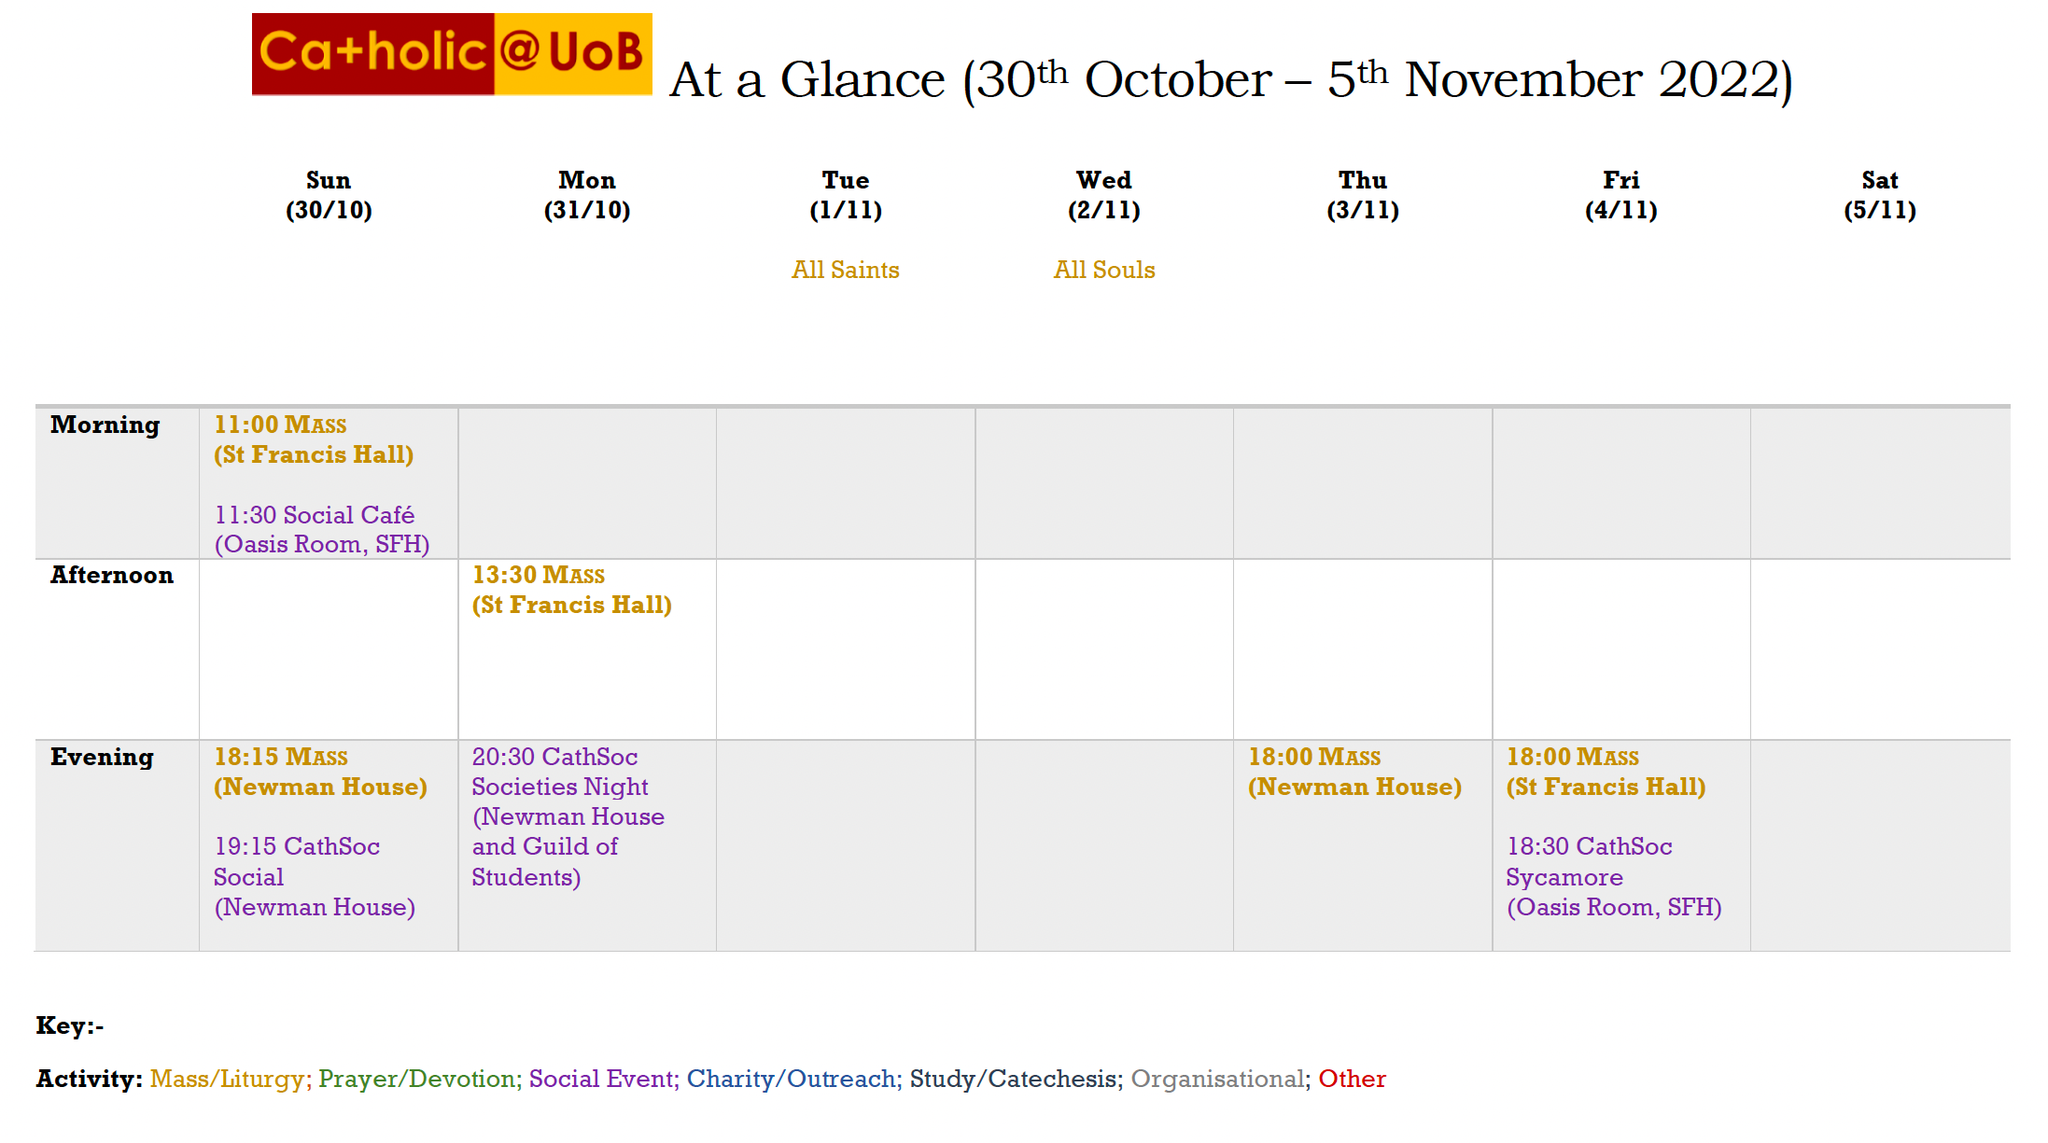 Ca+holic @ UoB At a Glance (30th October – 5th November 2022)
Sun Mon Tue Wed Thu Fri Sat
(30/10) (31/10) (1/11) (2/11) (3/11) (4/11) (5/11)
All Saints All Souls
Morning
11:00 MASS
(St Francis Hall)
11:30 Social Café
(Oasis Room, SFH)
Afternoon
13:30 MASS
(St Francis Hall)
Evening
18:15 MASS
(Newman House)
19:15 CathSoc
Social
(Newman House)
20:30 CathSoc
Societies Night
(Newman House
and Guild of
Students)
18:00 MASS
(Newman House)
18:00 MASS
(St Francis Hall)
18:30 CathSoc
Sycamore
(Oasis Room, SFH)
Key:-
Activity: Mass/Liturgy; Prayer/Devotion; Social Event; Charity/Outreach; Study/Catechesis; Organisational; Other